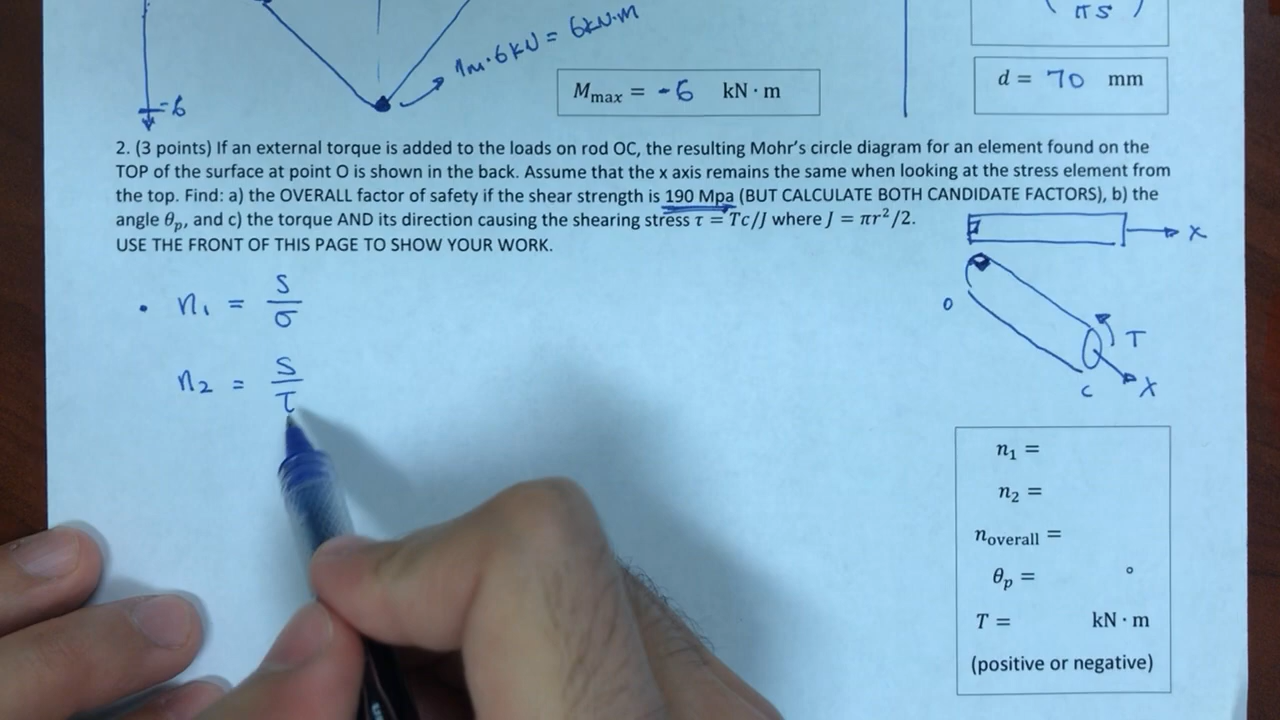 ( πS )
1m·6kN = 6kN·m
-6
M_max = -6 kN · m
d = 70 mm
2. (3 points) If an external torque is added to the loads on rod OC, the resulting Mohr's circle diagram for an element found on the
TOP of the surface at point O is shown in the back. Assume that the x axis remains the same when looking at the stress element from
the top. Find: a) the OVERALL factor of safety if the shear strength is 190 Mpa (BUT CALCULATE BOTH CANDIDATE FACTORS), b) the
angle θ_p, and c) the torque AND its direction causing the shearing stress τ = Tc/J where J = πr²/2.
USE THE FRONT OF THIS PAGE TO SHOW YOUR WORK.
x
• n₁ = S/σ
O
T
n₂ = S/τ
C
X
n₁ =
n₂ =
n_overall =
θ_p = °
T = kN · m
(positive or negative)